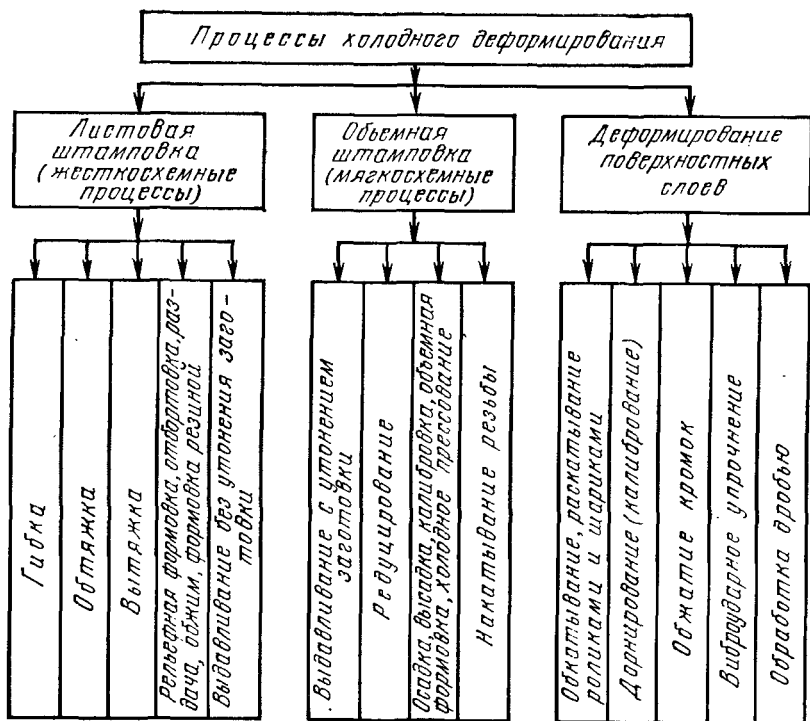 Процессы холодного деформирования
Листовая
штамповка
(жесткосхемные
процессы)
Объемная
штамповка
(мягкосхемные
процессы)
Деформирование
поверхностных
слоев
Гибка
Обтяжка
Вытяжка
Рельефная формовка, отбортовка, раз-
дача, обжим, формовка резиной
Выдавливание без утонения заго-
товки
Выдавливание с утонением
заготовки
Редуцирование
Осадка, высадка, калибровка, объемная
формовка, холодное прессование
Накатывание резьбы
Обкатывание, раскатывание
роликами и шариками
Дорнирование (калибрование)
Обжатие кромок
Виброударное упрочнение
Обработка дробью